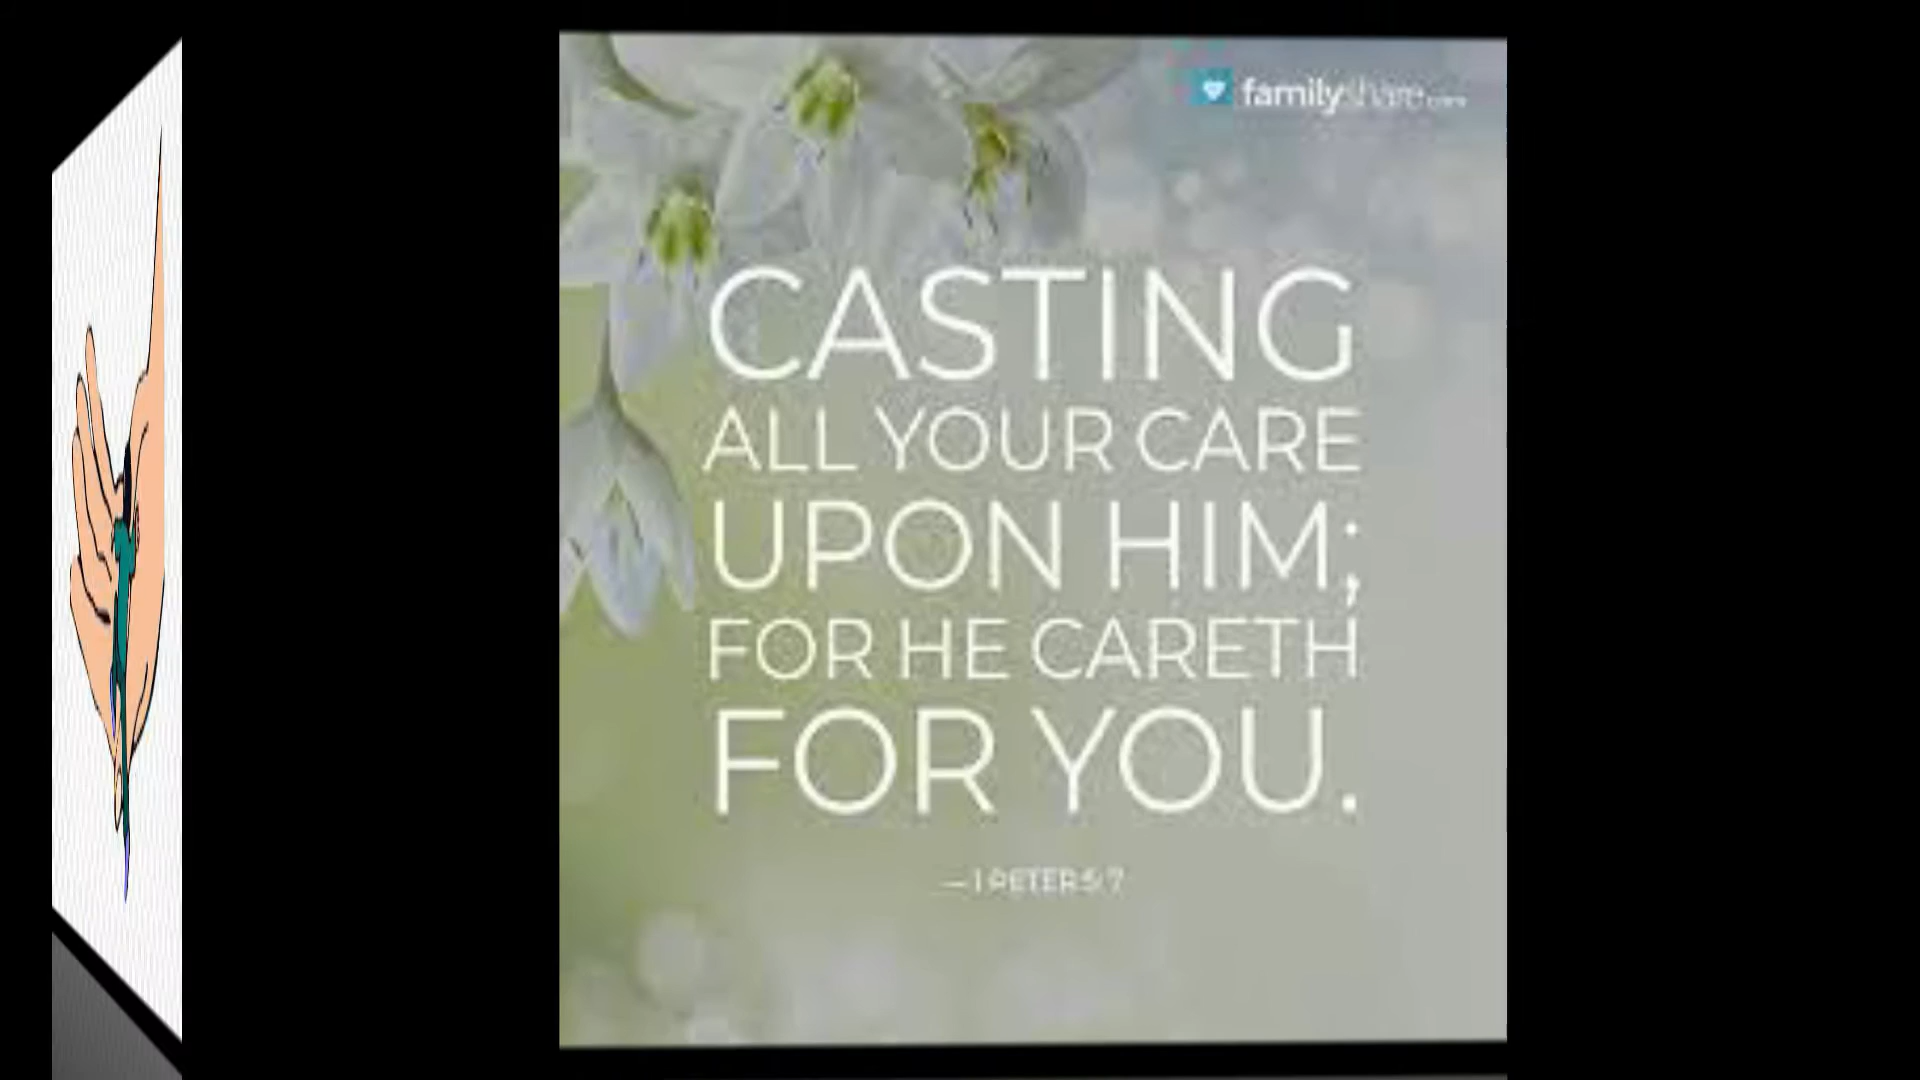 familyshare.com
CASTING
ALL YOUR CARE
UPON HIM;
FOR HE CARETH
FOR YOU.
— 1 PETER 5:7